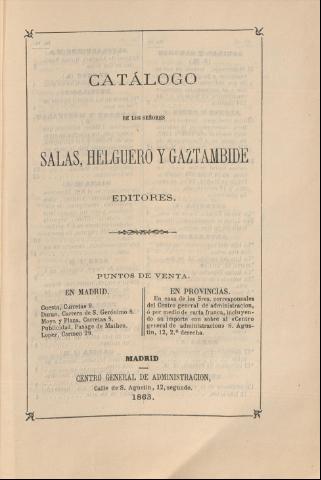 CATÁLOGO
DE LOS SEÑORES
SALAS, HELGUERO Y GAZTAMBIDE
EDITORES.
PUNTOS DE VENTA.
EN MADRID.
Cuesta, Carretas 9.
Duran, Carrera de S. Gerónimo 8.
Moya y Plaza, Carretas 8.
Publicidad, Pasage de Matheu.
Lopez, Carmen 29.
EN PROVINCIAS.
En casa de los Sres. corresponsales
del Centro general de administracion,
ó por medio de carta franca, incluyen-
do su importe con sobre al «Centro
general de administracion» S. Agus-
tin, 12, 2.º derecha.
MADRID
CENTRO GENERAL DE ADMINISTRACION,
Calle de S. Agustin, 12, segundo.
1863.